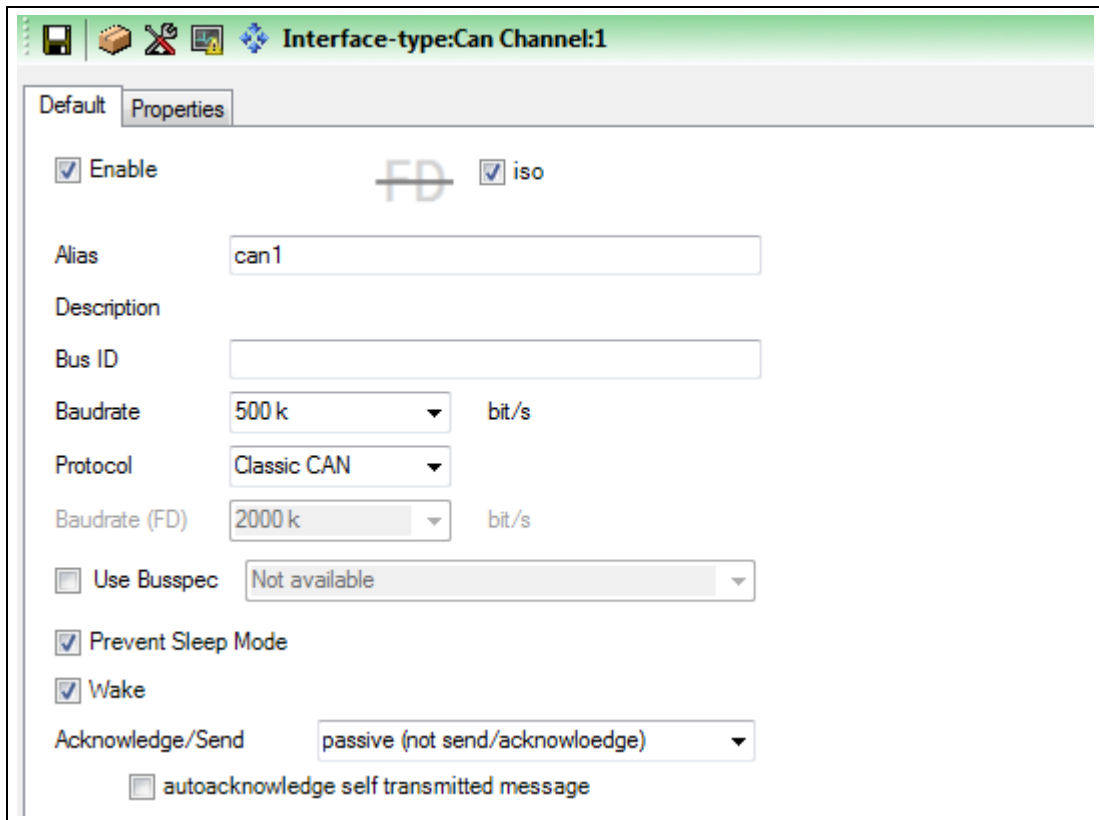 Interface-type:Can Channel:1
Default Properties
Enable FD iso
Alias can1
Description
Bus ID
Baudrate 500 k bit/s
Protocol Classic CAN
Baudrate (FD) 2000 k bit/s
Use Busspec Not available
Prevent Sleep Mode
Wake
Acknowledge/Send passive (not send/acknowloedge)
autoacknowledge self transmitted message